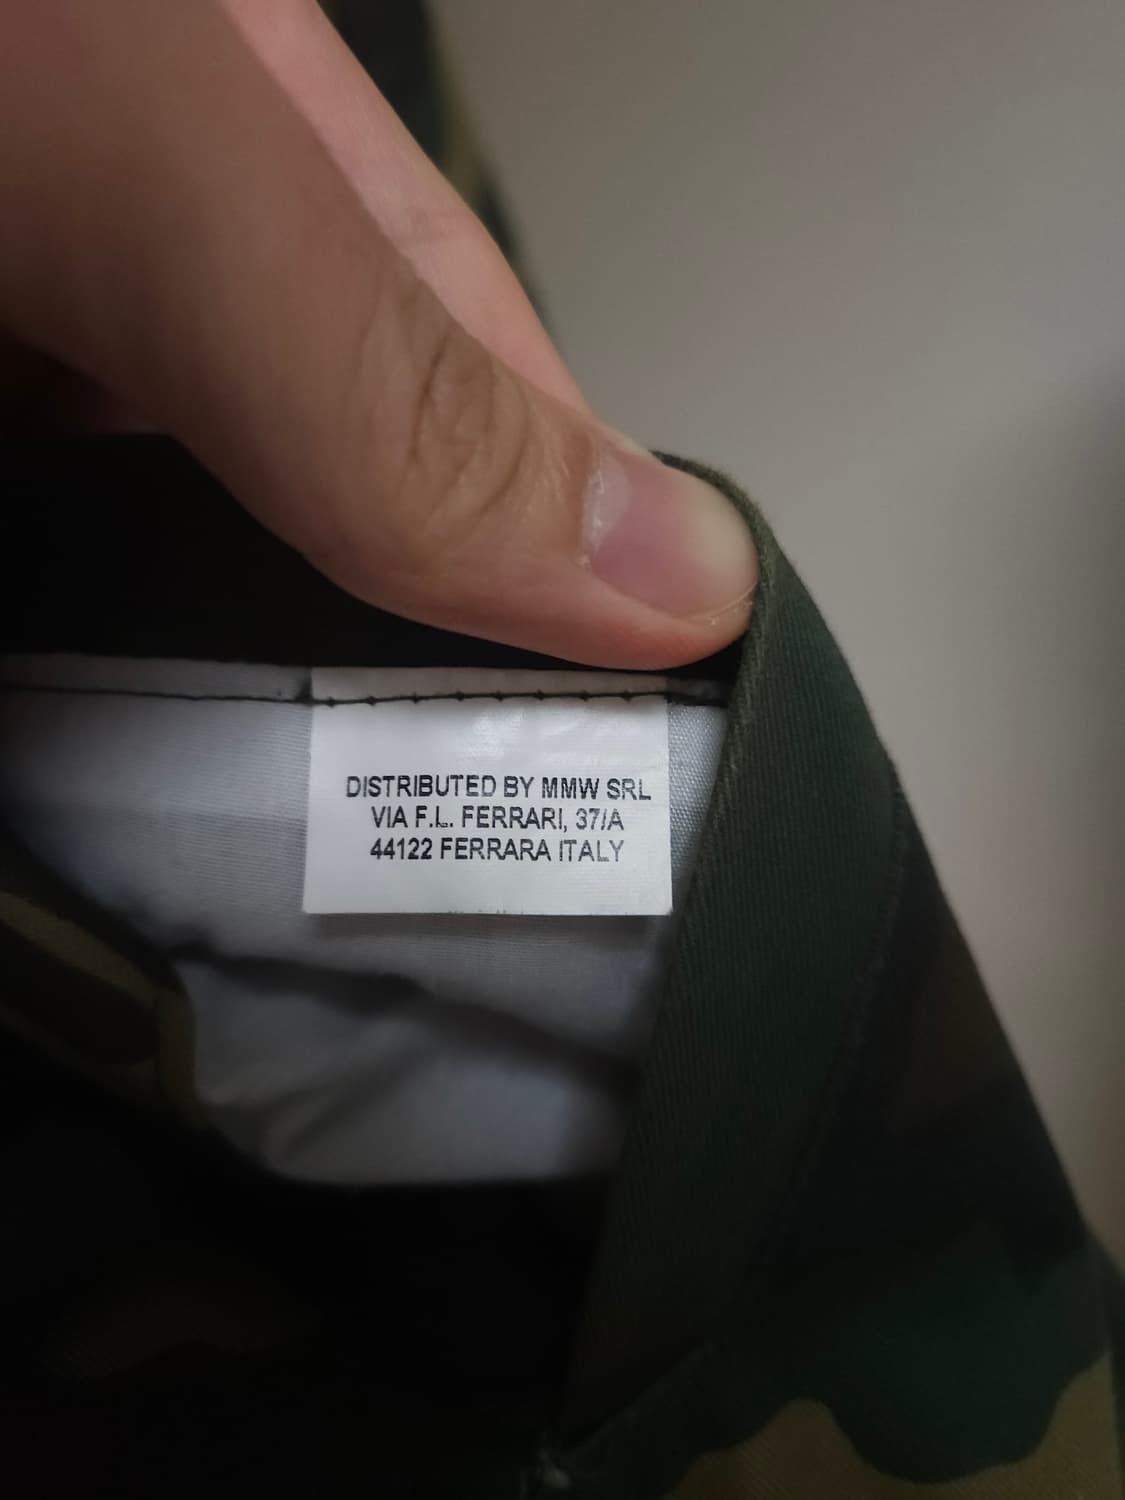 DISTRIBUTED BY MMW SRL
VIA F.L. FERRARI, 37/A
44122 FERRARA ITALY